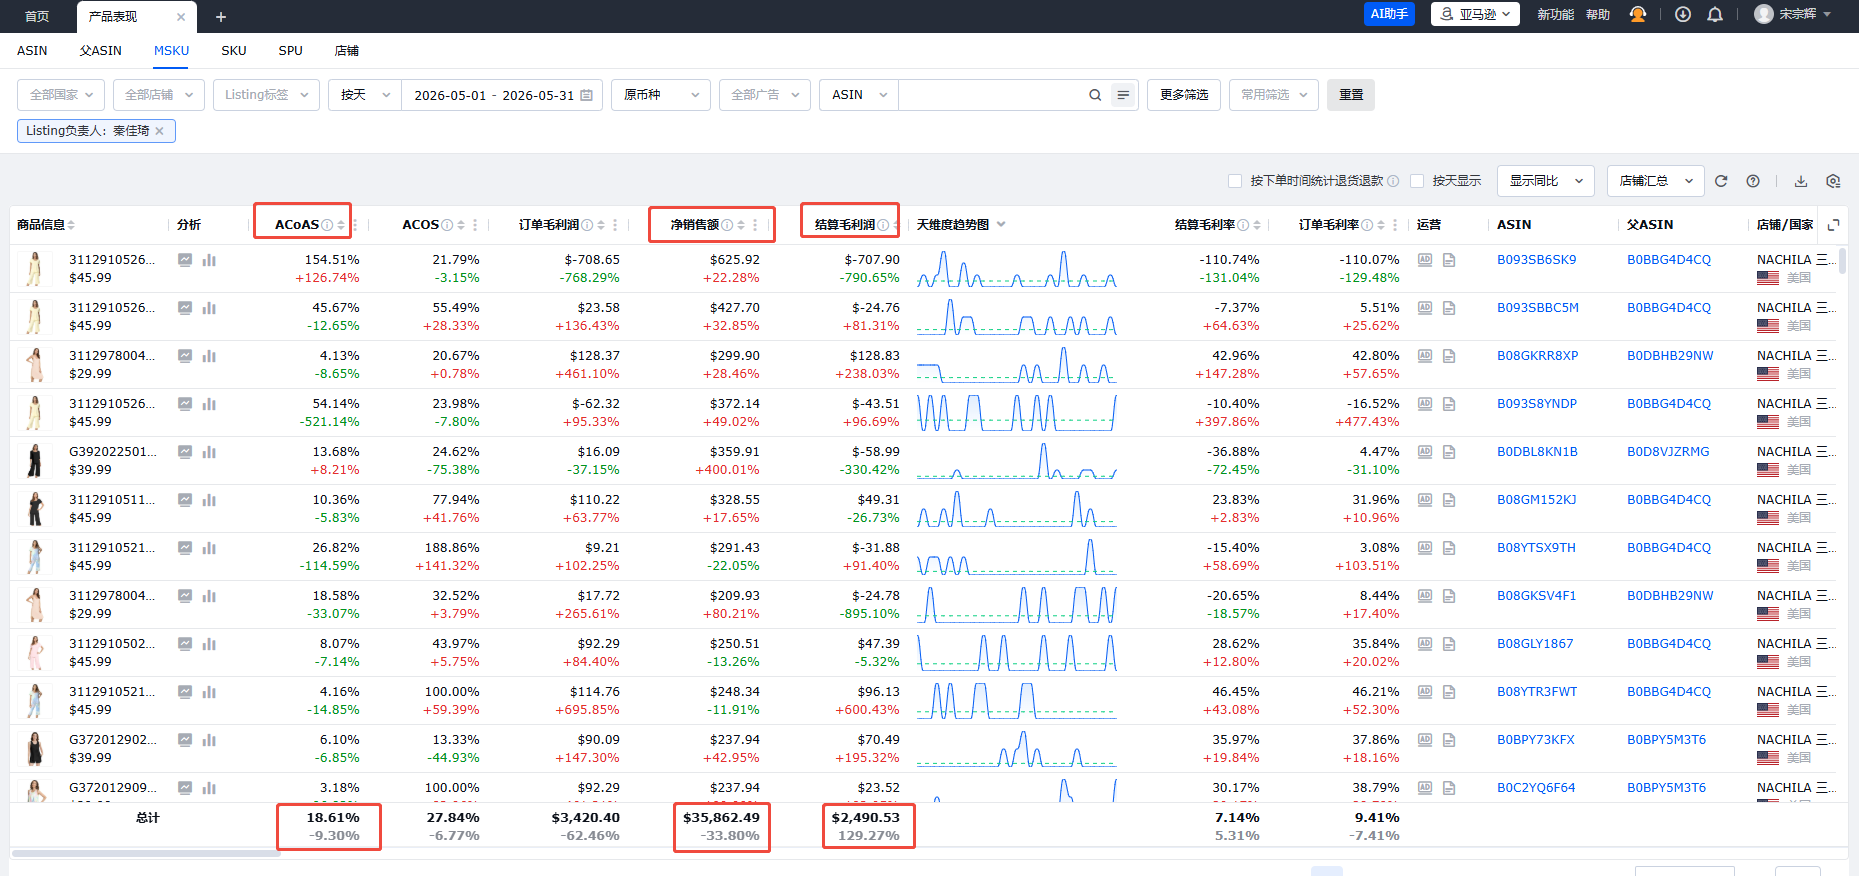 首页 产品表现 × + AI助手 亚马逊 新功能 帮助 宋宗辉
ASIN 父ASIN MSKU SKU SPU 店铺
全部国家 全部店铺 Listing标签 按天 2026-05-01 - 2026-05-31 原币种 全部广告 ASIN 更多筛选 常用筛选 重置
Listing负责人: 秦佳琦 ×
按下单时间统计退货退款 按天显示 显示同比 店铺汇总
商品信息 分析 ACoAS ACOS 订单毛利润 净销售额 结算毛利润 天维度趋势图 结算毛利率 订单毛利率 运营 ASIN 父ASIN 店铺/国家
3112910526... 154.51% 21.79% $-708.65 $625.92 $-707.90 -110.74% -110.07% AD B093SB6SK9 B0BBG4D4CQ NACHILA 三...
$45.99 +126.74% -3.15% -768.29% +22.28% -790.65% -131.04% -129.48% 美国
3112910526... 45.67% 55.49% $23.58 $427.70 $-24.76 -7.37% 5.51% AD B093SBBC5M B0BBG4D4CQ NACHILA 三...
$45.99 -12.65% +28.33% +136.43% +32.85% +81.31% +64.63% +25.62% 美国
3112978004... 4.13% 20.67% $128.37 $299.90 $128.83 42.96% 42.80% AD B08GKRR8XP B0DBHB29NW NACHILA 三...
$29.99 -8.65% +0.78% +461.10% +28.46% +238.03% +147.28% +57.65% 美国
3112910526... 54.14% 23.98% $-62.32 $372.14 $-43.51 -10.40% -16.52% AD B093S8YNDP B0BBG4D4CQ NACHILA 三...
$45.99 -521.14% -7.80% +95.33% +49.02% +96.69% +397.86% +477.43% 美国
G392022501... 13.68% 24.62% $16.09 $359.91 $-58.99 -36.88% 4.47% AD B0DBL8KN1B B0D8VJZRMG NACHILA 三...
$39.99 +8.21% -75.38% -37.15% +400.01% -330.42% -72.45% -31.10% 美国
3112910511... 10.36% 77.94% $110.22 $328.55 $49.31 23.83% 31.96% AD B08GM152KJ B0BBG4D4CQ NACHILA 三...
$45.99 -5.83% +41.76% +63.77% +17.65% -26.73% +2.83% +10.96% 美国
3112910521... 26.82% 188.86% $9.21 $291.43 $-31.88 -15.40% 3.08% AD B08YTSX9TH B0BBG4D4CQ NACHILA 三...
$45.99 -114.59% +141.32% +102.25% -22.05% +91.40% +58.69% +103.51% 美国
3112978004... 18.58% 32.52% $17.72 $209.93 $-24.78 -20.65% 8.44% AD B08GKSV4F1 B0DBHB29NW NACHILA 三...
$29.99 -33.07% +3.79% +265.61% +80.21% -895.10% -18.57% +17.40% 美国
3112910502... 8.07% 43.97% $92.29 $250.51 $47.39 28.62% 35.84% AD B08GLY1867 B0BBG4D4CQ NACHILA 三...
$45.99 -7.14% +5.75% +84.40% -13.26% -5.32% +12.80% +20.02% 美国
3112910521... 4.16% 100.00% $114.76 $248.34 $96.13 46.45% 46.21% AD B08YTR3FWT B0BBG4D4CQ NACHILA 三...
$45.99 -14.85% +59.39% +695.85% -11.91% +600.43% +43.08% +52.30% 美国
G372012902... 6.10% 13.33% $90.09 $237.94 $70.49 35.97% 37.86% AD B0BPY73KFX B0BPY5M3T6 NACHILA 三...
$39.99 -6.85% -44.93% +147.30% +42.95% +195.32% +19.84% +18.16% 美国
G372012909... 3.18% 100.00% $92.29 $237.94 $23.52 30.17% 38.79% AD B0C2YQ6F64 B0BPY5M3T6 NACHILA 三...
总计 18.61% 27.84% $3,420.40 $35,862.49 $2,490.53 7.14% 9.41%
-9.30% -6.77% -62.46% -33.80% 129.27% 5.31% -7.41%